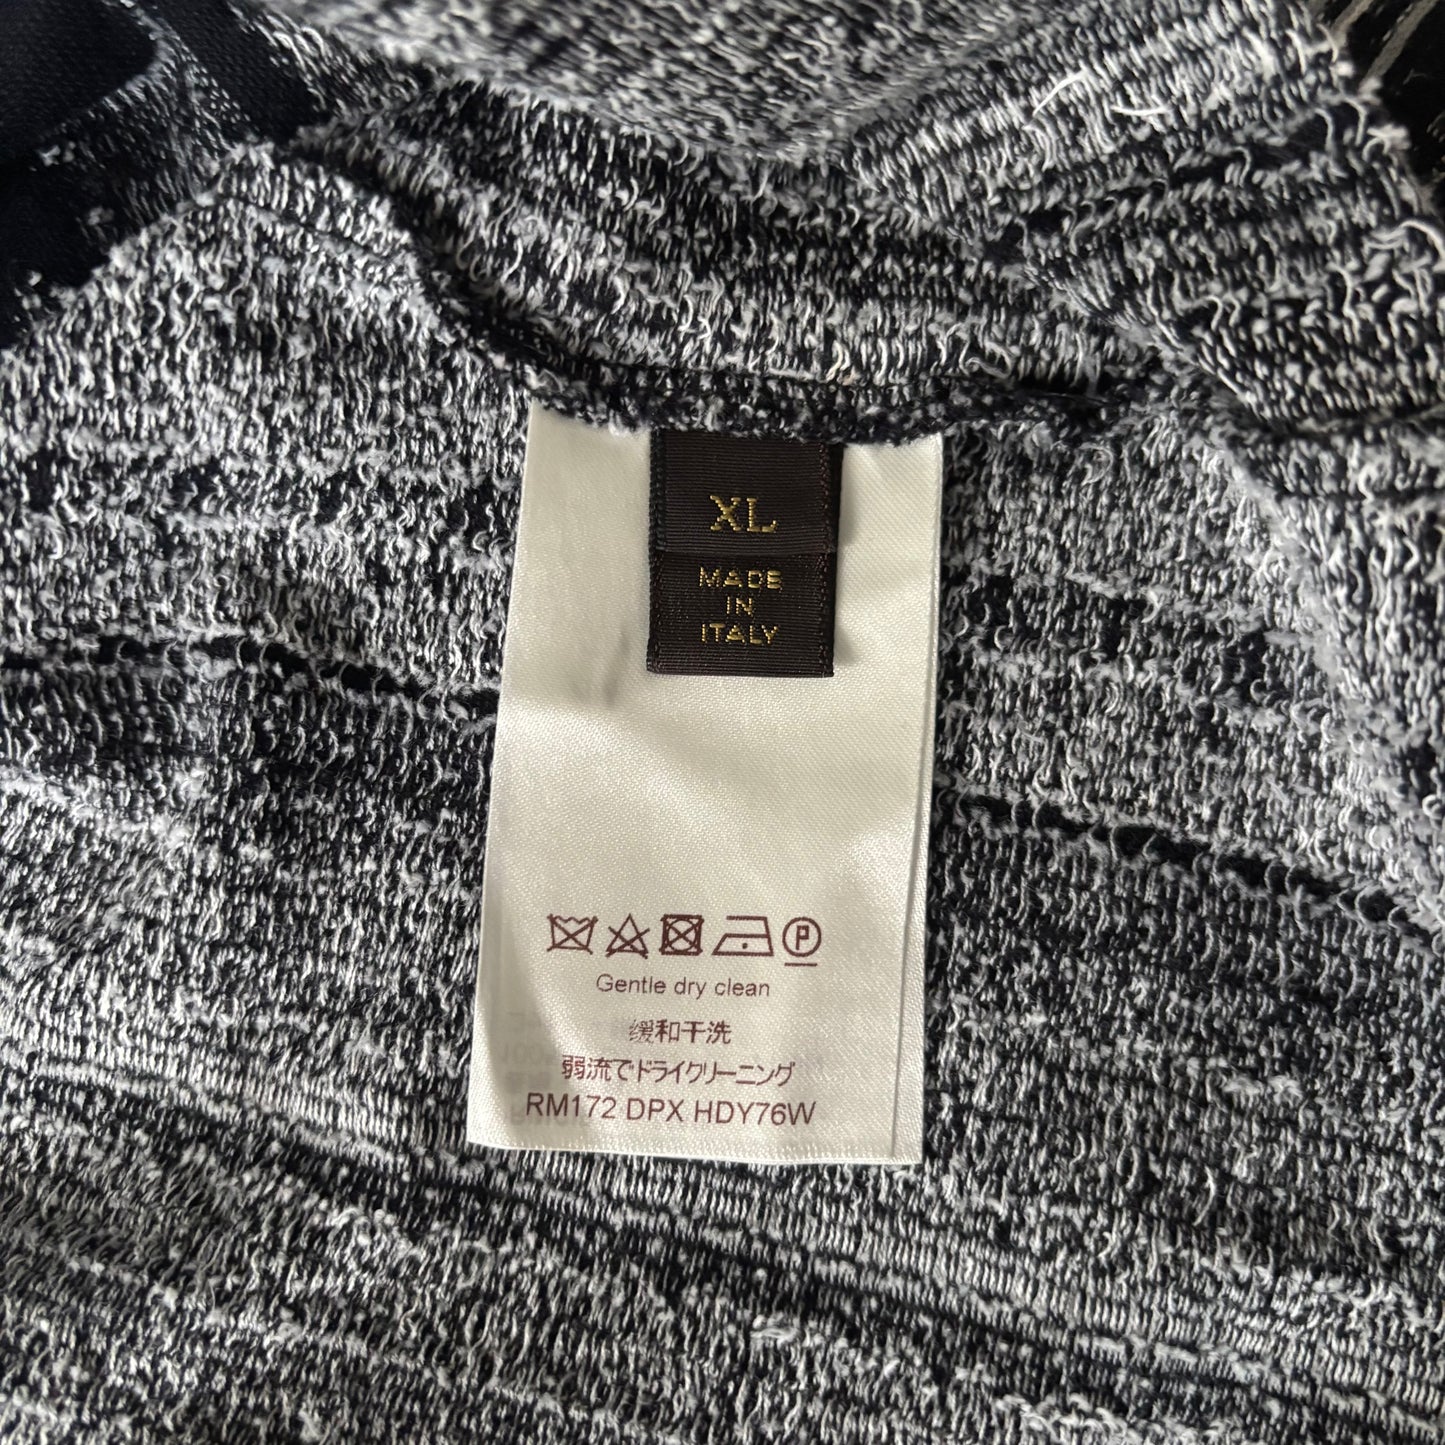 XL
MADE
IN
ITALY
P
Gentle dry clean
缓和干洗
弱流でドライクリーニング
RM172 DPX HDY76W